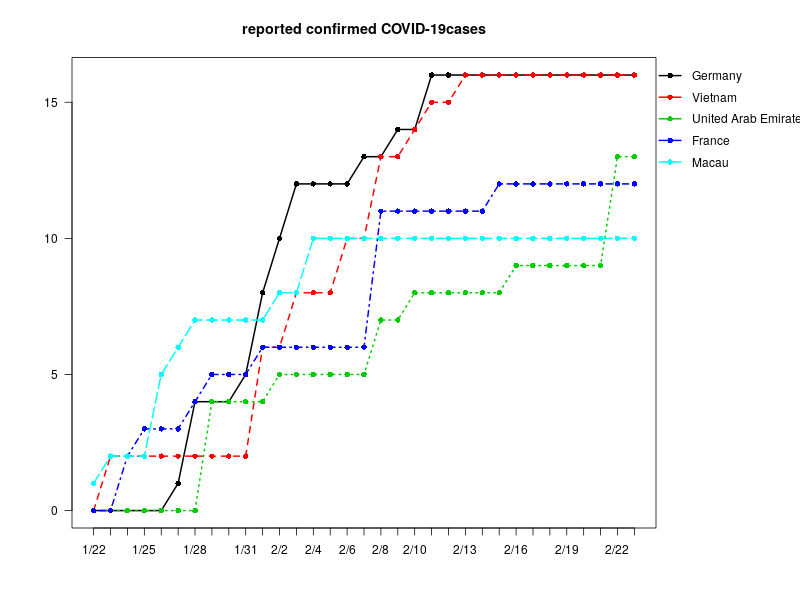 reported confirmed COVID-19cases
15
10
5
0
1/22 1/25 1/28 1/31 2/2 2/4 2/6 2/8 2/10 2/13 2/16 2/19 2/22
Germany
Vietnam
United Arab Emirate
France
Macau